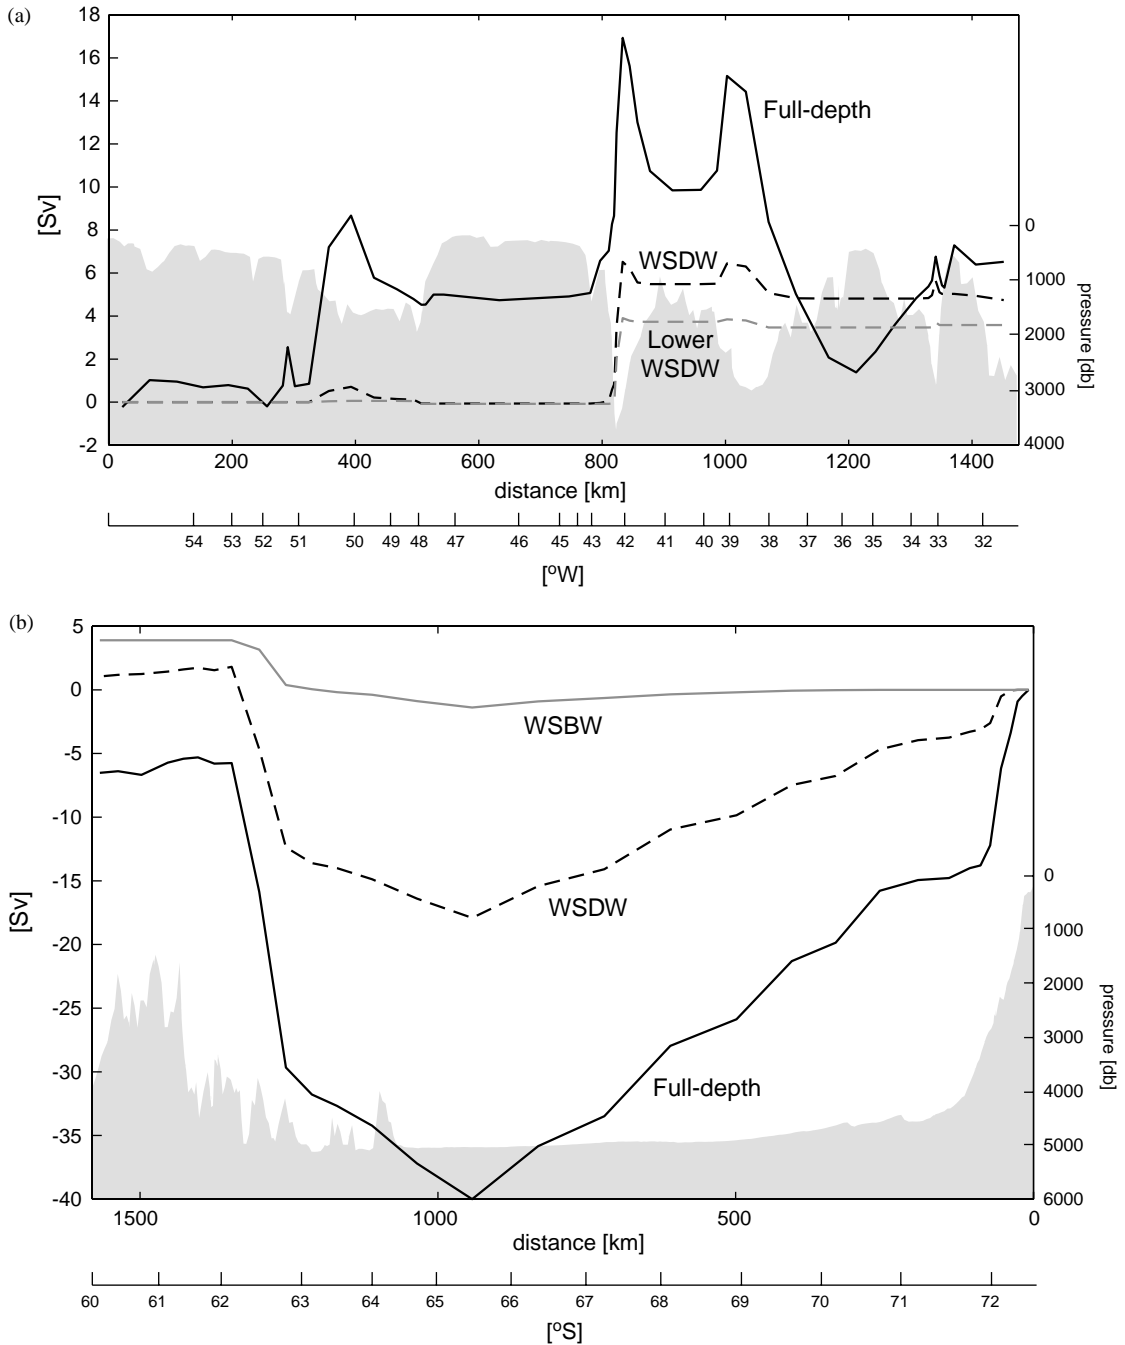 (a)
18
16
14
12
10
8
6
4
2
0
-2
[Sv]
Full-depth
WSDW
Lower
WSDW
0
1000
2000
3000
4000
pressure [db]
0 200 400 600 800 1000 1200 1400
distance [km]
54 53 52 51 50 49 48 47 46 45 43 42 41 40 39 38 37 36 35 34 33 32
[oW]
(b)
5
0
-5
-10
-15
-20
-25
-30
-35
-40
[Sv]
WSBW
WSDW
Full-depth
0
1000
2000
3000
4000
5000
6000
pressure [db]
1500 1000 500 0
distance [km]
60 61 62 63 64 65 66 67 68 69 70 71 72
[oS]